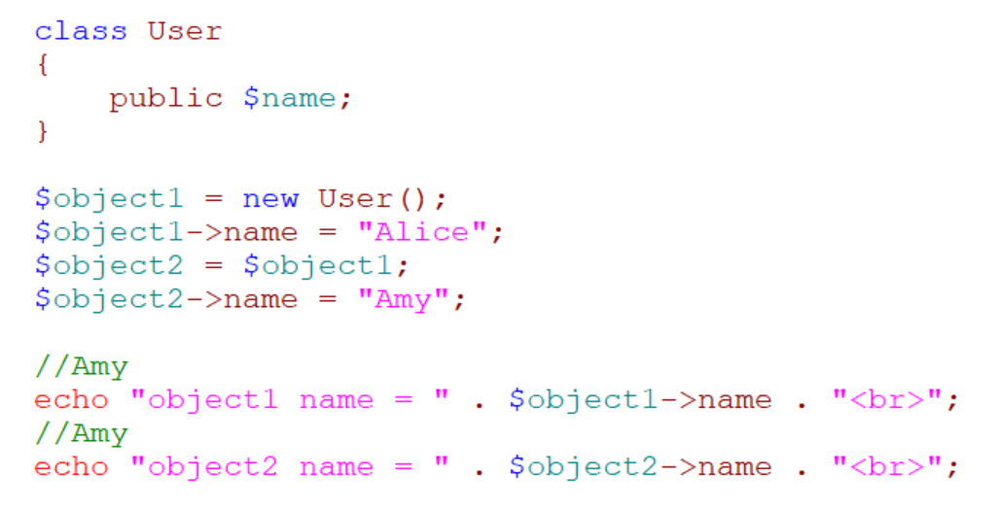 class User
{
    public $name;
}

$object1 = new User();
$object1->name = "Alice";
$object2 = $object1;
$object2->name = "Amy";

//Amy
echo "object1 name = " . $object1->name . "<br>";
//Amy
echo "object2 name = " . $object2->name . "<br>";